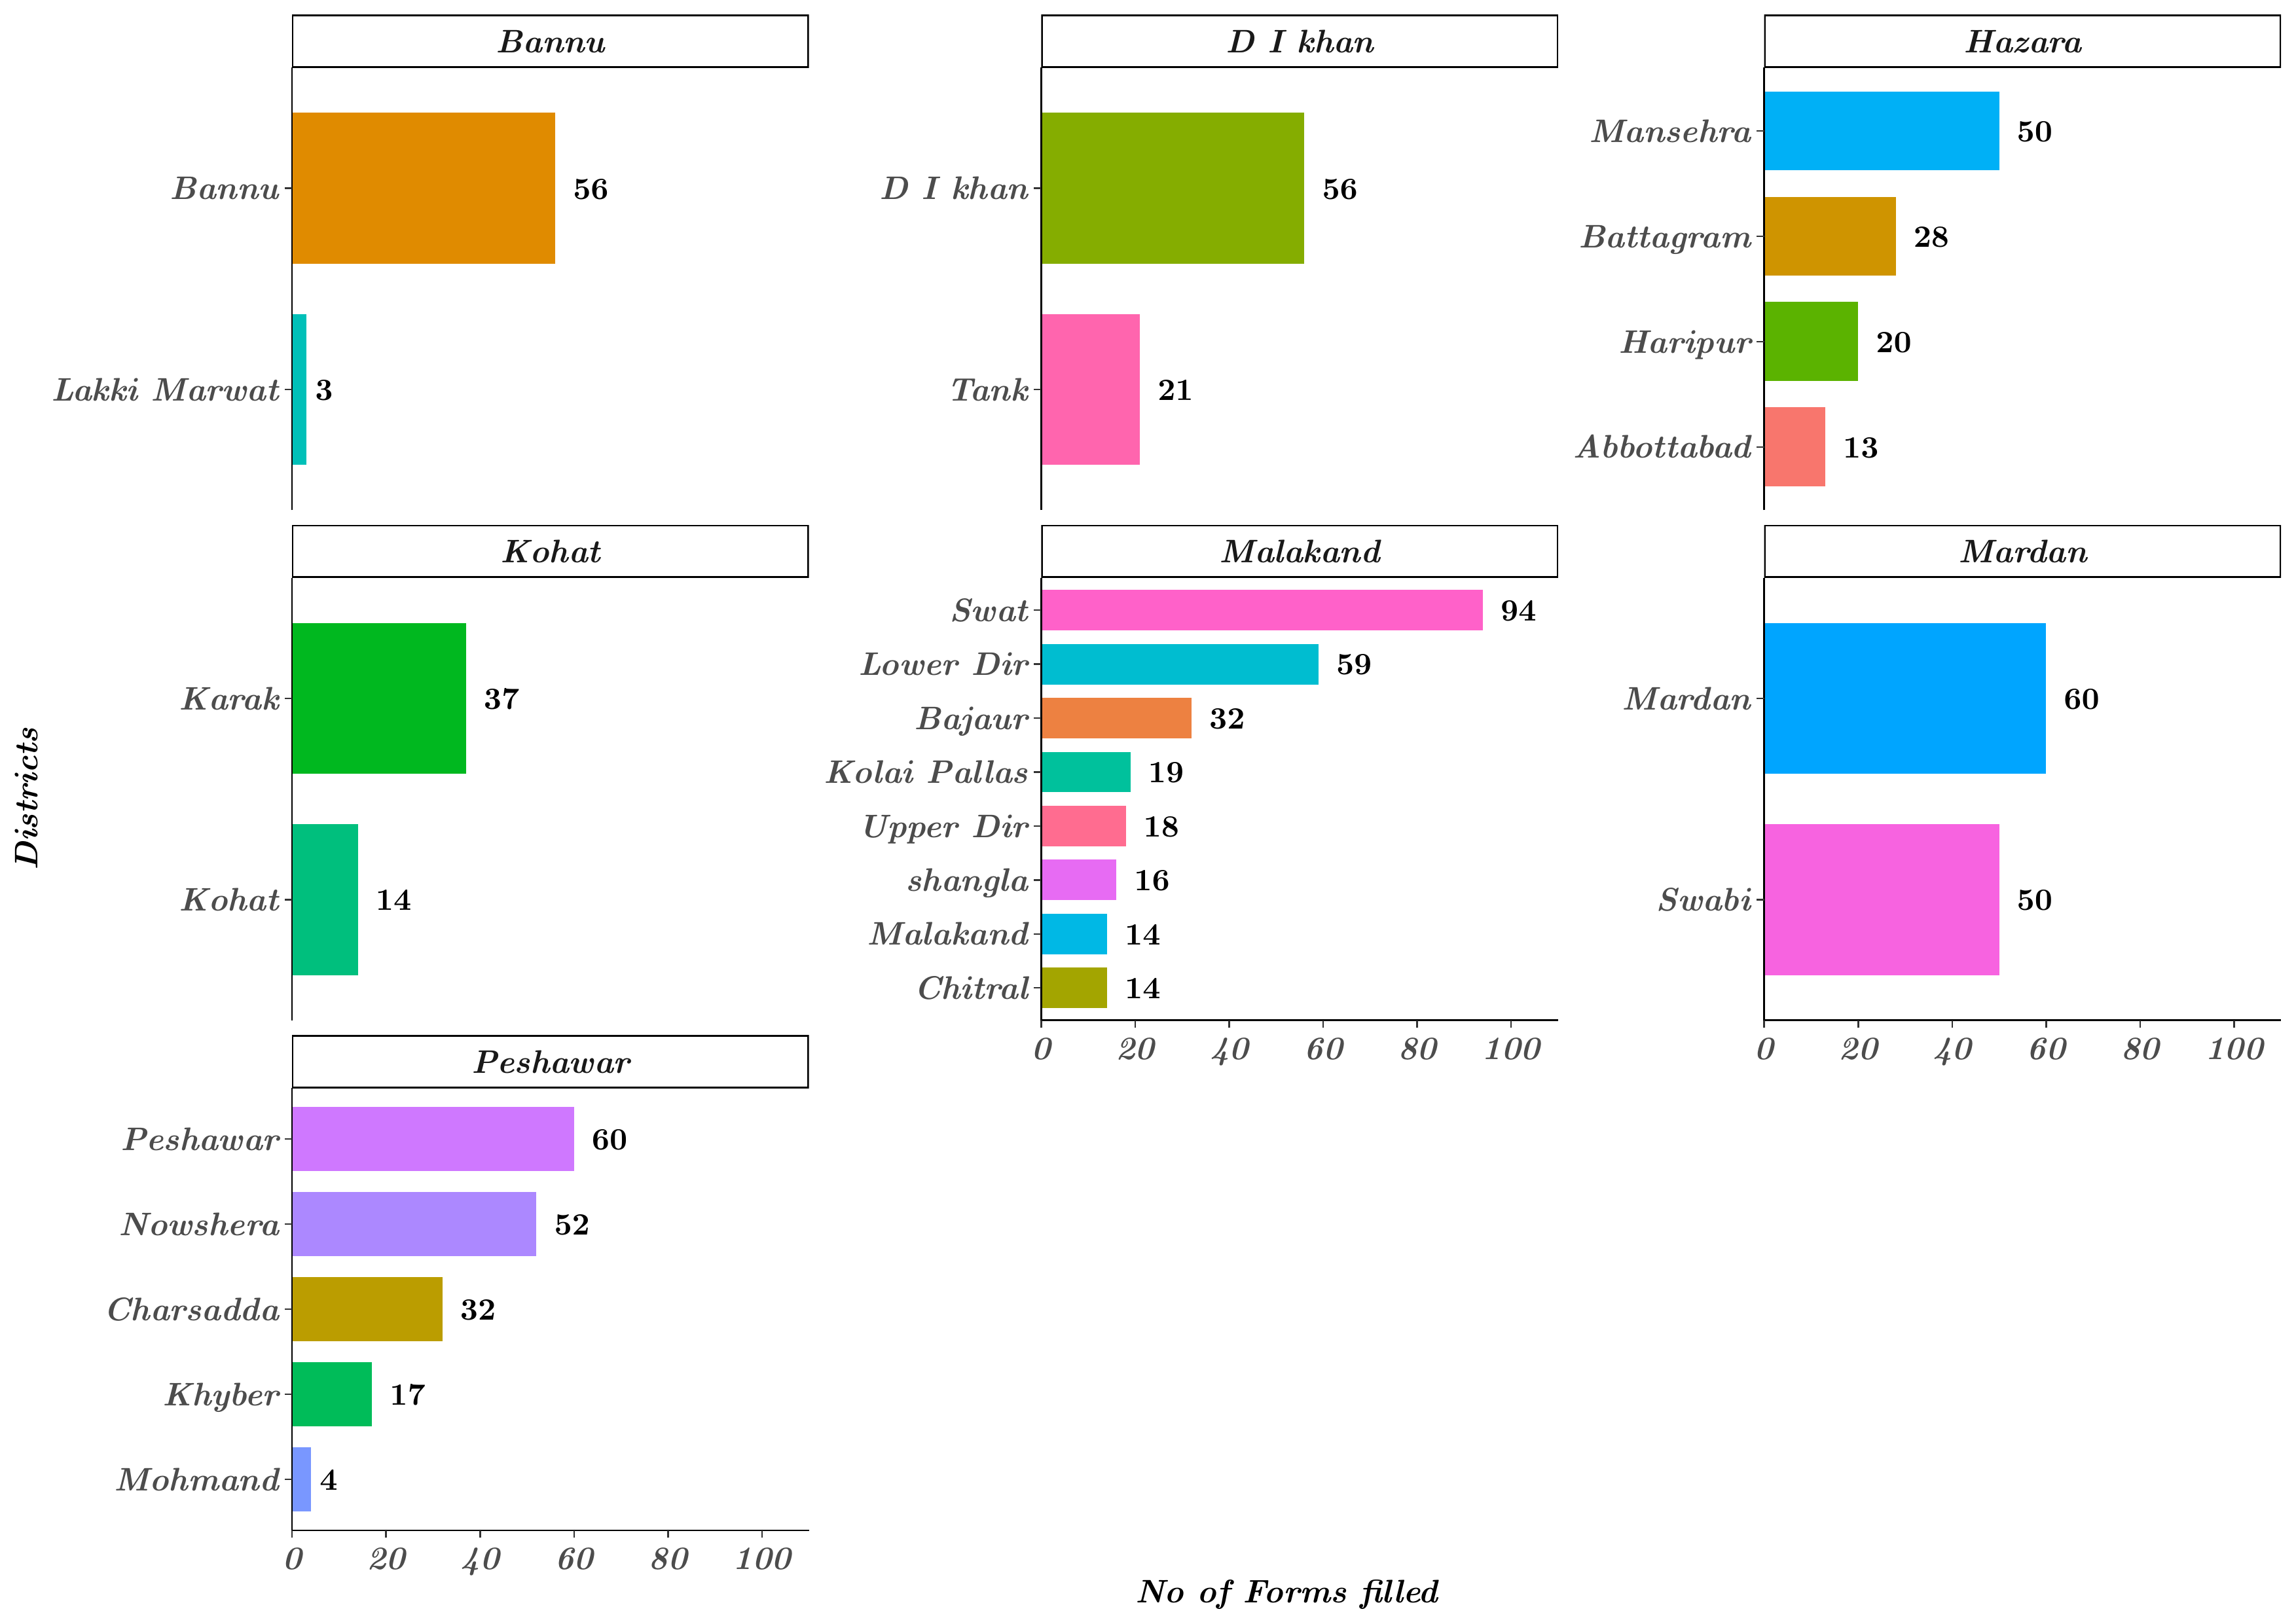 Bannu
Bannu 56
Lakki Marwat 3
D I khan
D I khan 56
Tank 21
Hazara
Mansehra 50
Battagram 28
Haripur 20
Abbottabad 13
Kohat
Karak 37
Kohat 14
Malakand
Swat 94
Lower Dir 59
Bajaur 32
Kolai Pallas 19
Upper Dir 18
shangla 16
Malakand 14
Chitral 14
0 20 40 60 80 100
Mardan
Mardan 60
Swabi 50
0 20 40 60 80 100
Peshawar
Peshawar 60
Nowshera 52
Charsadda 32
Khyber 17
Mohmand 4
0 20 40 60 80 100
Districts
No of Forms filled